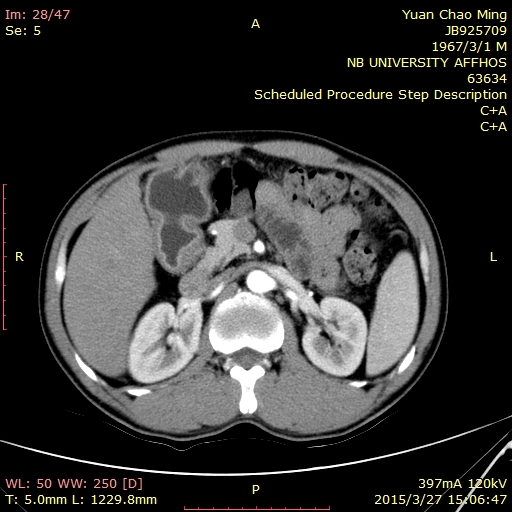 Im: 28/47
Se: 5
A
Yuan Chao Ming
JB925709
1967/3/1 M
NB UNIVERSITY AFFHOS
63634
Scheduled Procedure Step Description
C+A
C+A
R
L
WL: 50 WW: 250 [D]
T: 5.0mm L: 1229.8mm
P
397mA 120kV
2015/3/27 15:06:47